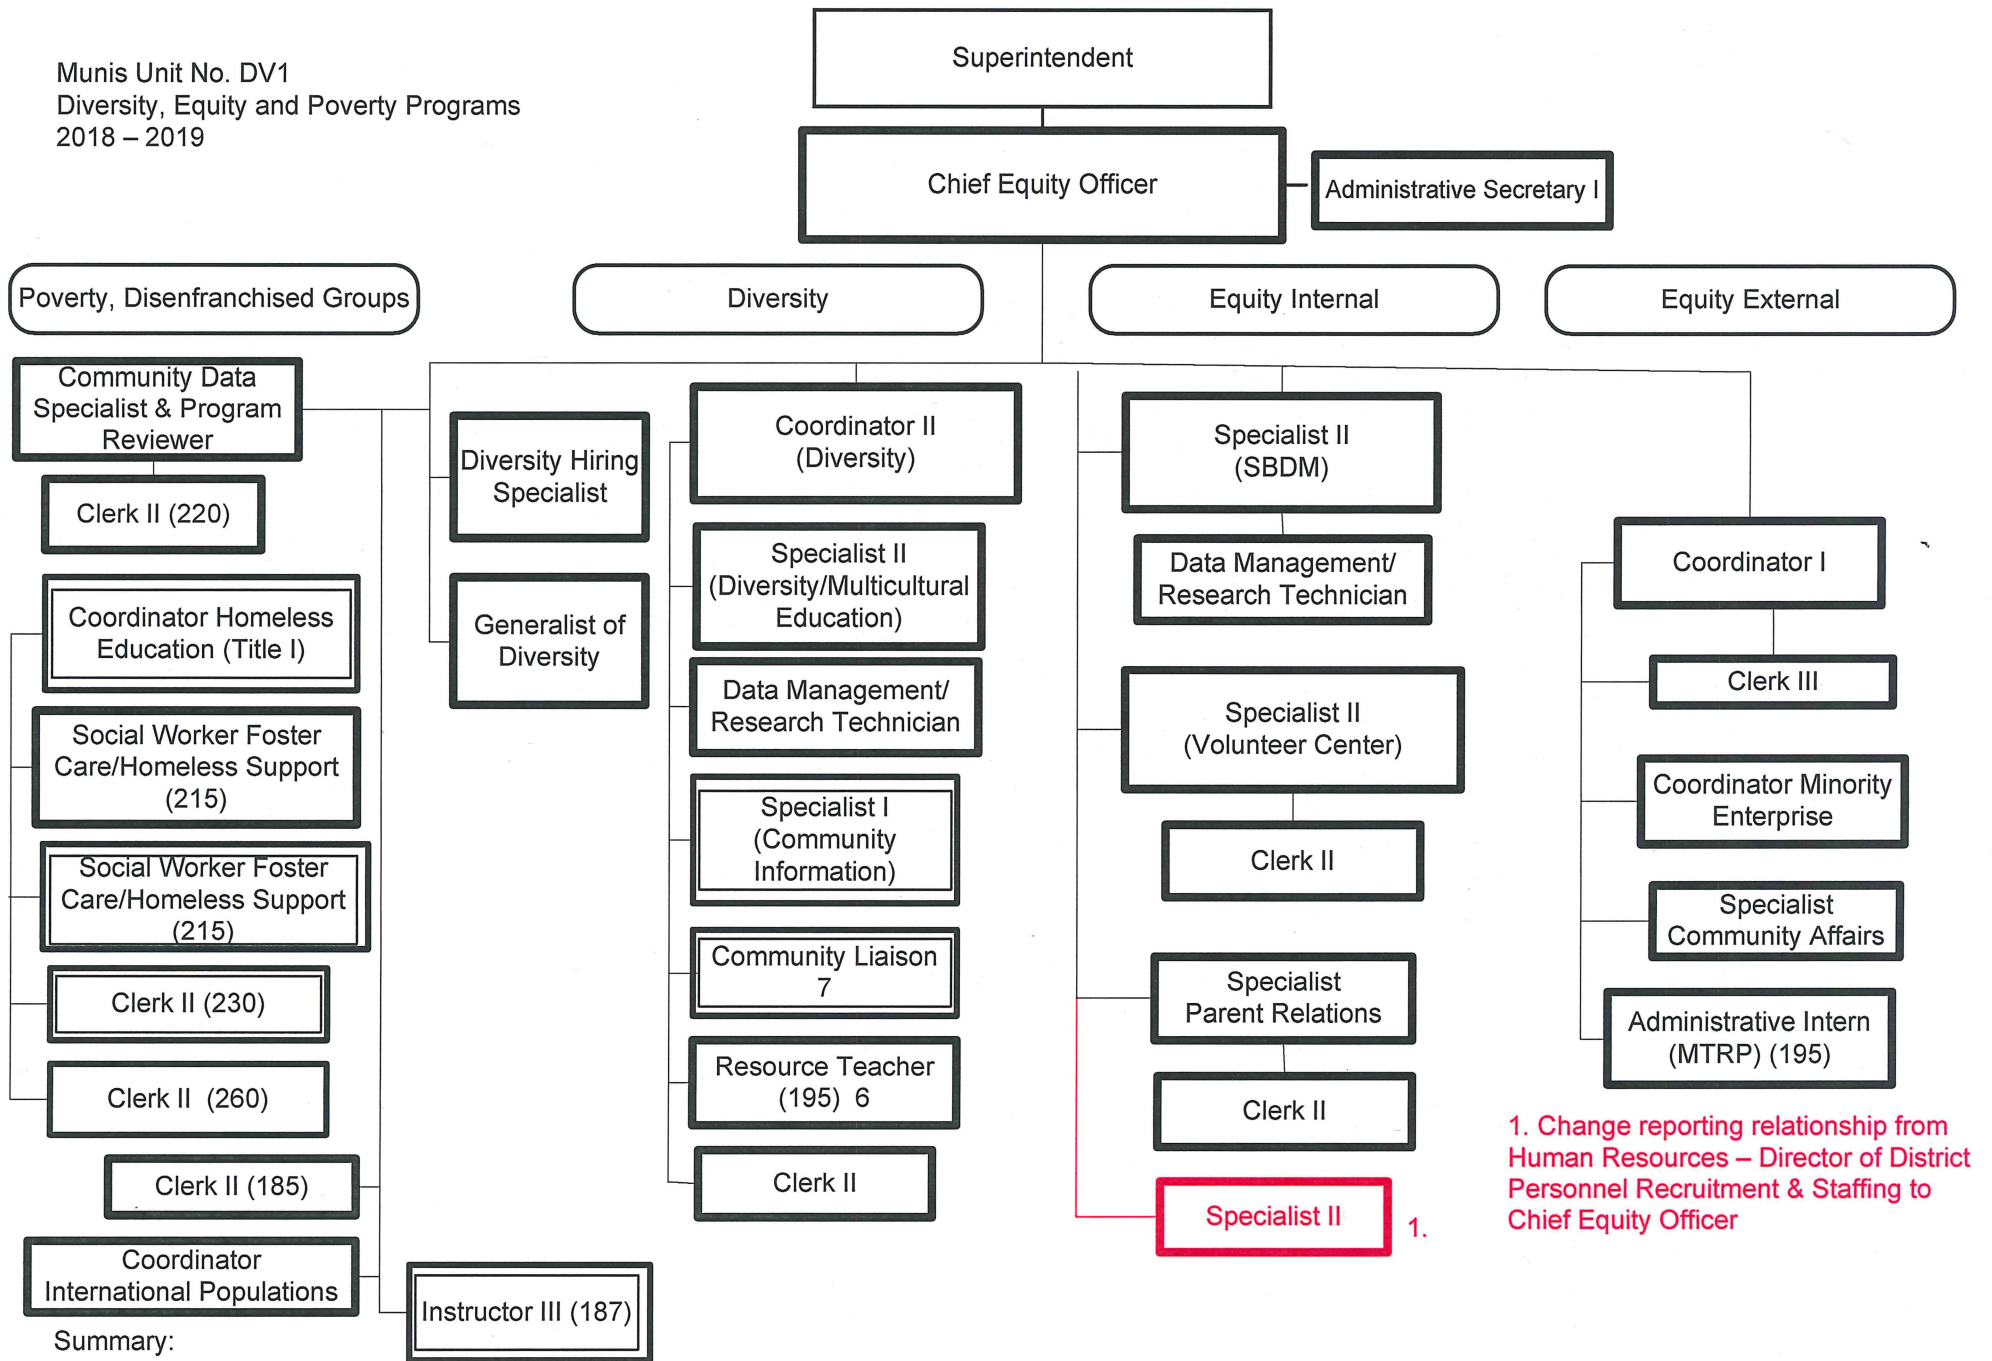 Munis Unit No. DV1
Diversity, Equity and Poverty Programs
2018 – 2019
Superintendent
Chief Equity Officer
Administrative Secretary I
Poverty, Disenfranchised Groups
Diversity
Equity Internal
Equity External
Community Data
Specialist & Program
Reviewer
Clerk II (220)
Coordinator Homeless
Education (Title I)
Social Worker Foster
Care/Homeless Support
(215)
Social Worker Foster
Care/Homeless Support
(215)
Clerk II (230)
Clerk II (260)
Clerk II (185)
Coordinator
International Populations
Instructor III (187)
Diversity Hiring
Specialist
Generalist of
Diversity
Coordinator II
(Diversity)
Specialist II
(Diversity/Multicultural
Education)
Data Management/
Research Technician
Specialist I
(Community
Information)
Community Liaison
7
Resource Teacher
(195) 6
Clerk II
Specialist II
(SBDM)
Data Management/
Research Technician
Specialist II
(Volunteer Center)
Clerk II
Specialist
Parent Relations
Clerk II
Specialist II
1.
Coordinator I
Clerk III
Coordinator Minority
Enterprise
Specialist
Community Affairs
Administrative Intern
(MTRP) (195)
1. Change reporting relationship from
Human Resources – Director of District
Personnel Recruitment & Staffing to
Chief Equity Officer
Summary: